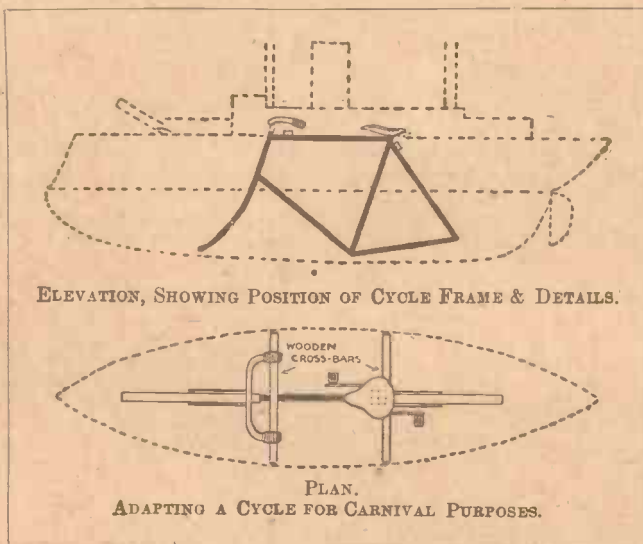 ELEVATION, SHOWING POSITION OF CYCLE FRAME & DETAILS.
WOODEN
CROSS-BARS
PLAN.
ADAPTING A CYCLE FOR CARNIVAL PURPOSES.